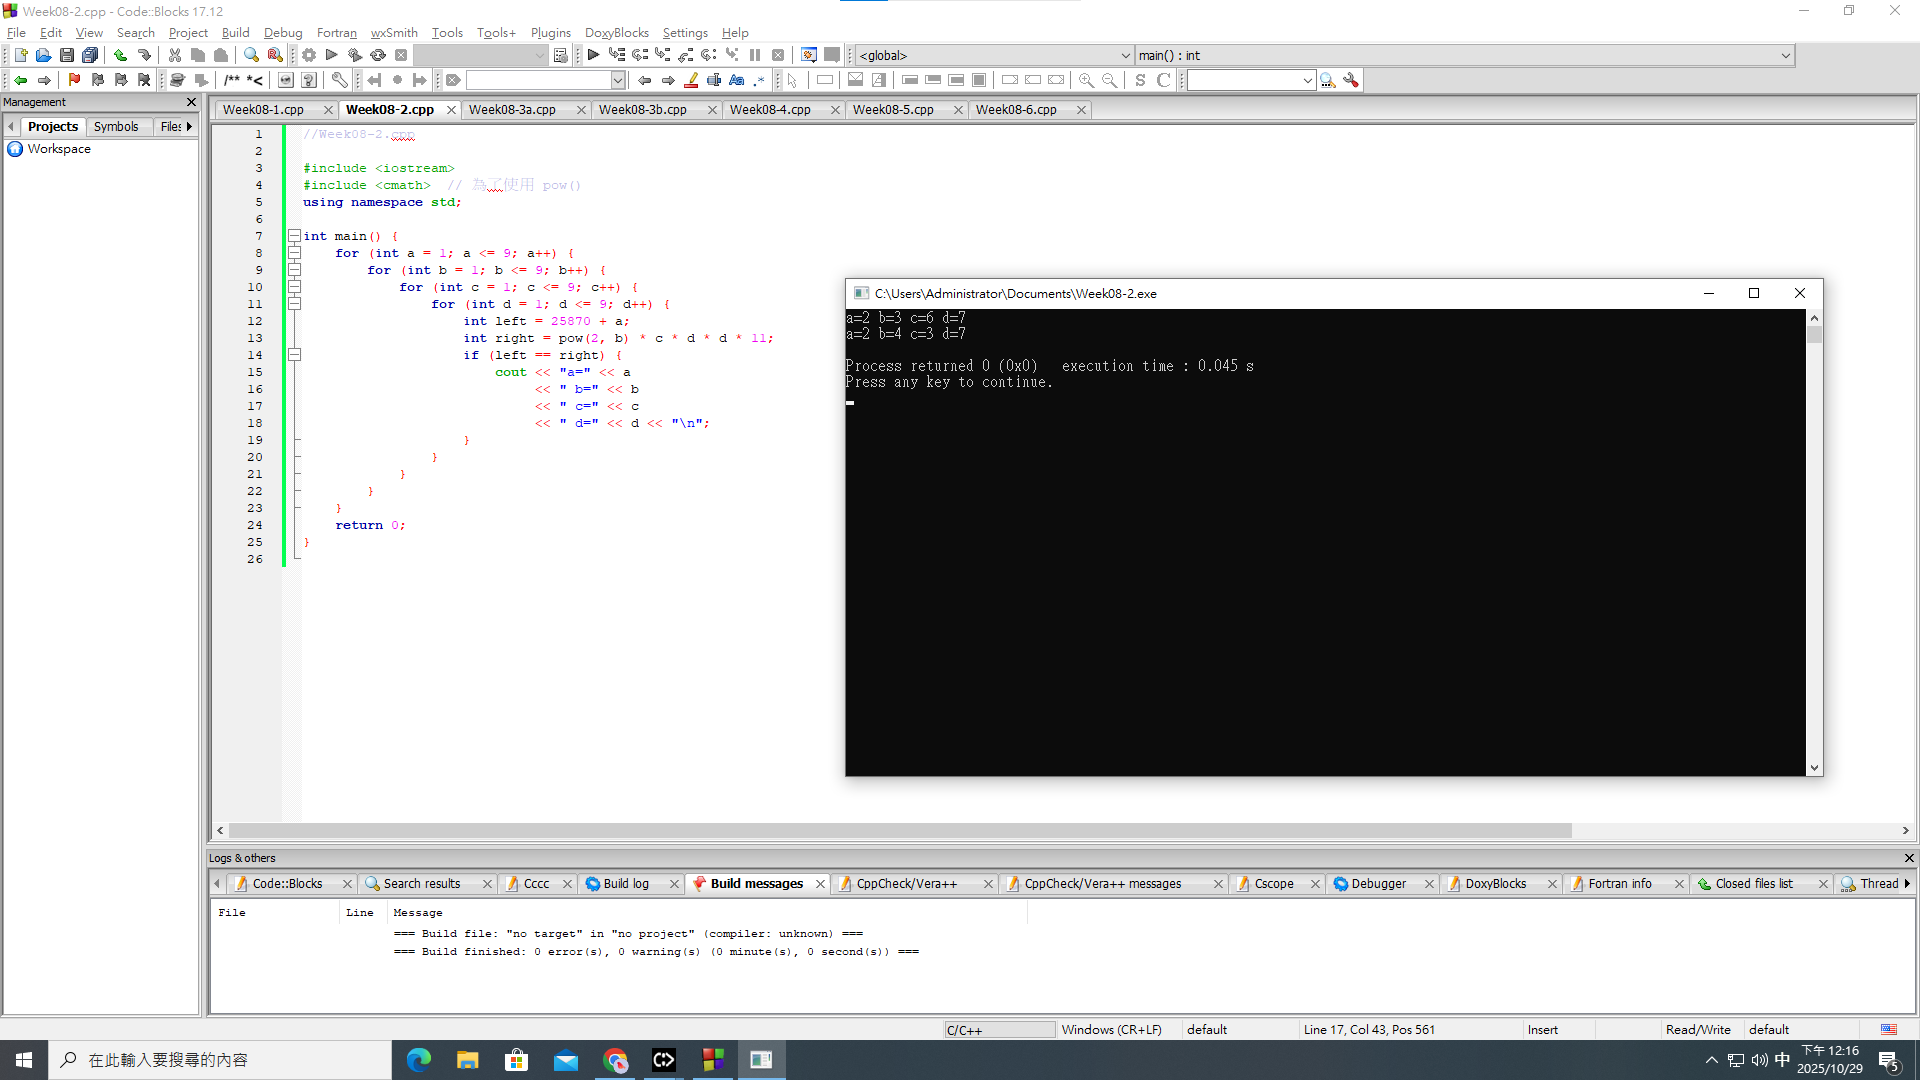 Week08-2.cpp - Code::Blocks 17.12
File Edit View Search Project Build Debug Fortran wxSmith Tools Tools+ Plugins DoxyBlocks Settings Help
<global> main() : int
/** *< Aa .* S C
Management
Projects Symbols Files
Workspace
Week08-1.cpp Week08-2.cpp Week08-3a.cpp Week08-3b.cpp Week08-4.cpp Week08-5.cpp Week08-6.cpp
1 //Week08-2.cpp
2
3 #include <iostream>
4 #include <cmath>  // 為了使用 pow()
5 using namespace std;
6
7 int main() {
8     for (int a = 1; a <= 9; a++) {
9         for (int b = 1; b <= 9; b++) {
10             for (int c = 1; c <= 9; c++) {
11                 for (int d = 1; d <= 9; d++) {
12                     int left = 25870 + a;
13                     int right = pow(2, b) * c * d * d * 11;
14                     if (left == right) {
15                         cout << "a=" << a
16                              << " b=" << b
17                              << " c=" << c
18                              << " d=" << d << "\n";
19                     }
20                 }
21             }
22         }
23     }
24     return 0;
25 }
26
C:\Users\Administrator\Documents\Week08-2.exe
a=2 b=3 c=6 d=7
a=2 b=4 c=3 d=7
Process returned 0 (0x0)   execution time : 0.045 s
Press any key to continue.
Logs & others
Code::Blocks Search results Cccc Build log Build messages CppCheck/Vera++ CppCheck/Vera++ messages Cscope Debugger DoxyBlocks Fortran info Closed files list Thread
File Line Message
=== Build file: "no target" in "no project" (compiler: unknown) ===
=== Build finished: 0 error(s), 0 warning(s) (0 minute(s), 0 second(s)) ===
C/C++ Windows (CR+LF) default Line 17, Col 43, Pos 561 Insert Read/Write default
在此輸入要搜尋的內容
中
下午 12:16
2025/10/29
5